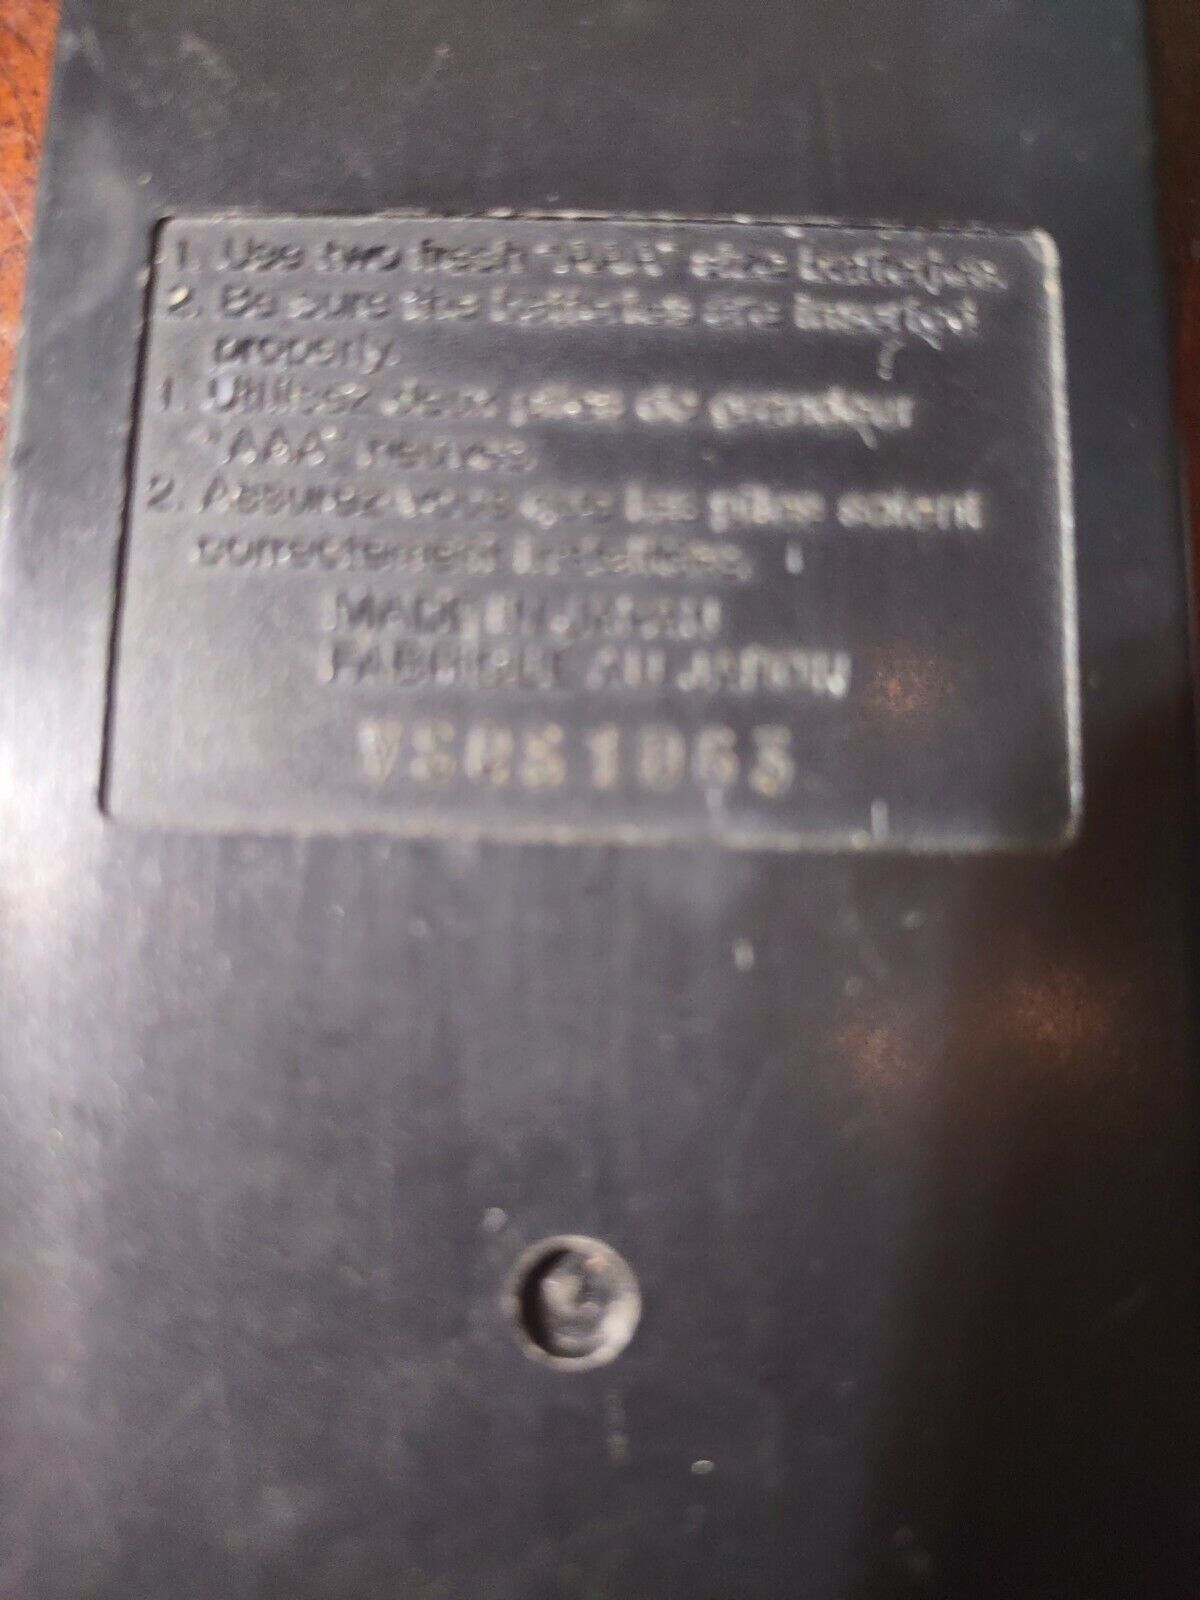 1. Use two fresh "AAA" size batteries.
2. Be sure the batteries are inserted
properly.
1. Utilisez deux piles de grandeur
"AAA" neuves.
2. Assurez-vous que les piles soient
correctement installées.
MADE IN JAPAN
FABRIQUÉ AU JAPON